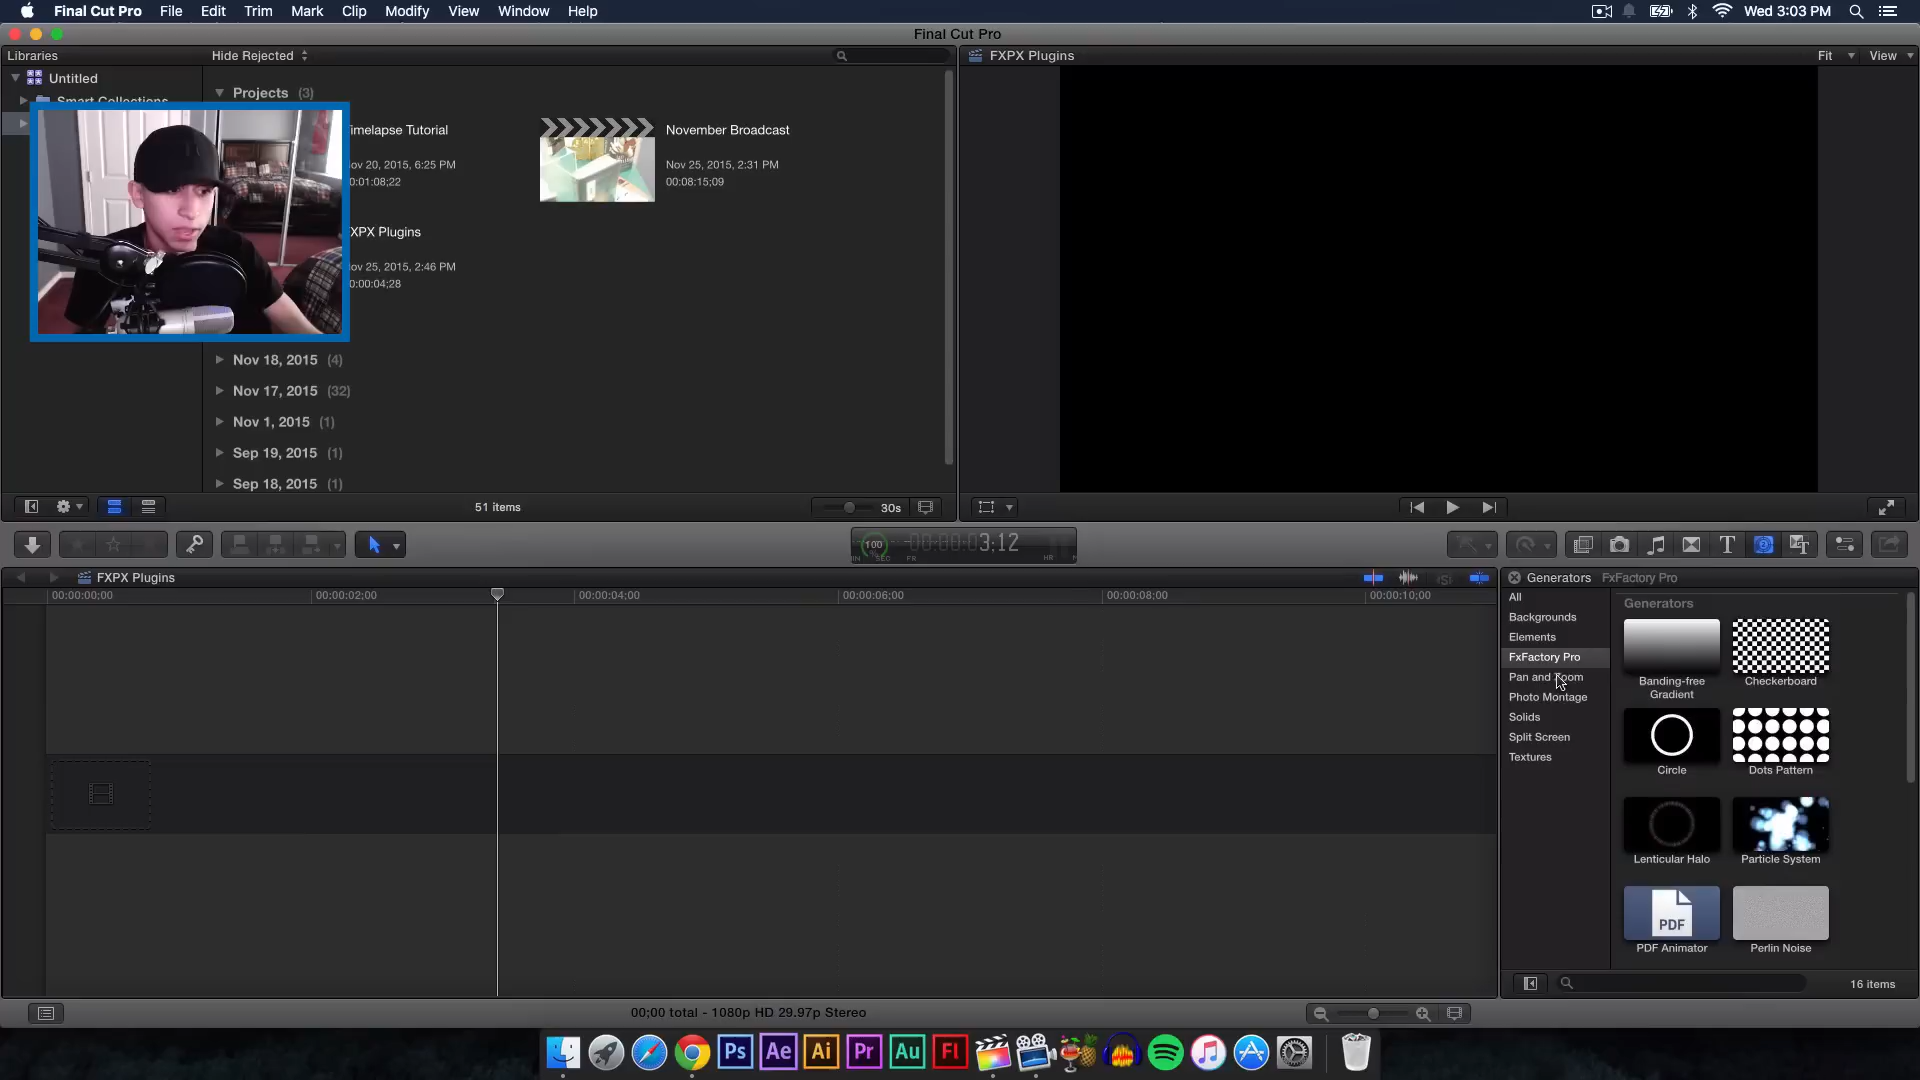 Final Cut Pro File Edit Trim Mark Clip Modify View Window Help Wed 3:03 PM
Final Cut Pro
Libraries Hide Rejected FXPX Plugins Fit View
Untitled
Smart Collections
Projects (3)
imelapse Tutorial
ov 20, 2015, 6:25 PM
0:01:08;22
November Broadcast
Nov 25, 2015, 2:31 PM
00:08:15;09
XPX Plugins
ov 25, 2015, 2:46 PM
00:00:04;28
Nov 18, 2015 (4)
Nov 17, 2015 (32)
Nov 1, 2015 (1)
Sep 19, 2015 (1)
Sep 18, 2015 (1)
51 items 30s
100 3;12
SEC FR HR
FXPX Plugins
00:00:00;00 00:00:02;00 00:00:04;00 00:00:06;00 00:00:08;00 00:00:10;00
Generators FxFactory Pro
All
Backgrounds
Elements
FxFactory Pro
Pan and Zoom
Photo Montage
Solids
Split Screen
Textures
Generators
Banding-free
Gradient
Checkerboard
Circle
Dots Pattern
Lenticular Halo
Particle System
PDF
PDF Animator
Perlin Noise
16 items
00;00 total - 1080p HD 29.97p Stereo
Ps Ae Ai Pr Au Fl